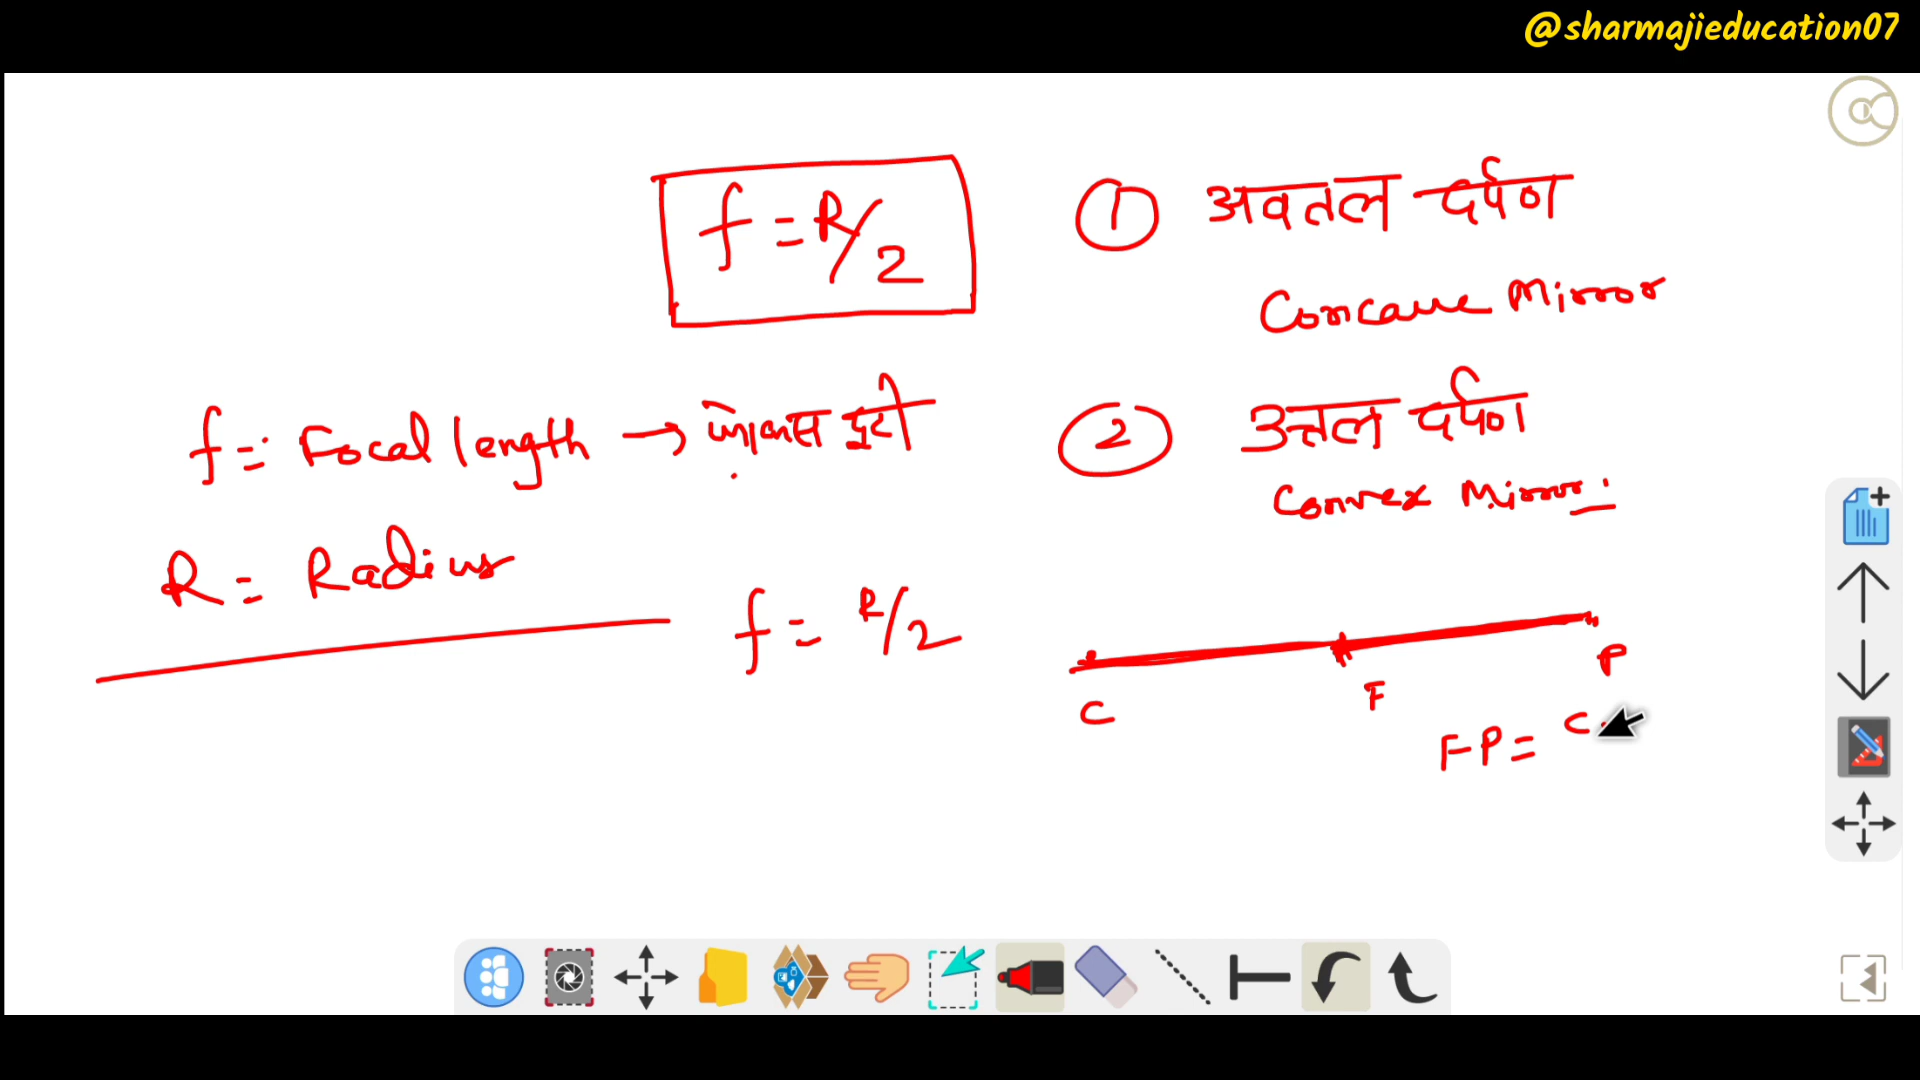 @sharmajieducation07
f = R/2
① अवतल दर्पण
Concave Mirror
f = Focal length → फोकस दूरी
② उत्तल दर्पण
Convex Mirror
R = Radius
f = R/2
C F P
FP = C